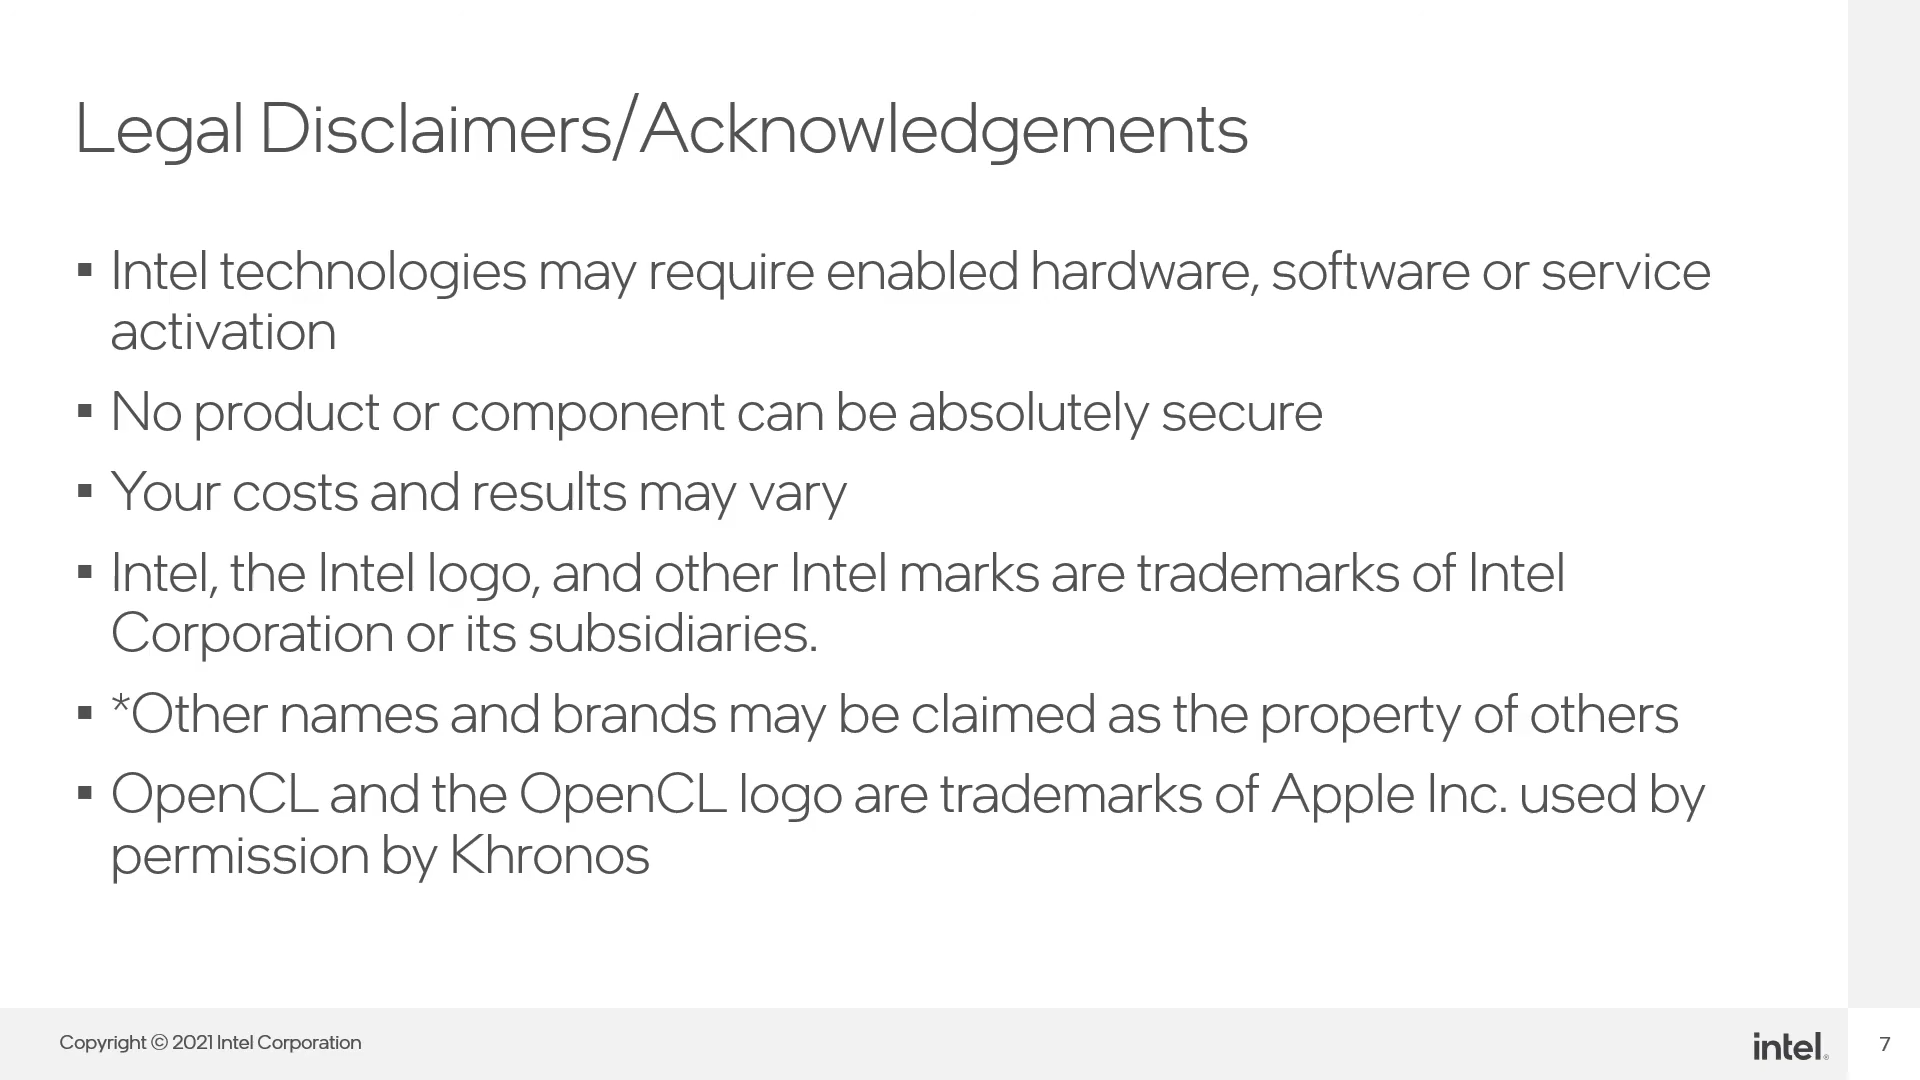 Legal Disclaimers/Acknowledgements
▪ Intel technologies may require enabled hardware, software or service
activation
▪ No product or component can be absolutely secure
▪ Your costs and results may vary
▪ Intel, the Intel logo, and other Intel marks are trademarks of Intel
Corporation or its subsidiaries.
▪ *Other names and brands may be claimed as the property of others
▪ OpenCL and the OpenCL logo are trademarks of Apple Inc. used by
permission by Khronos
Copyright © 2021 Intel Corporation
intel®
7